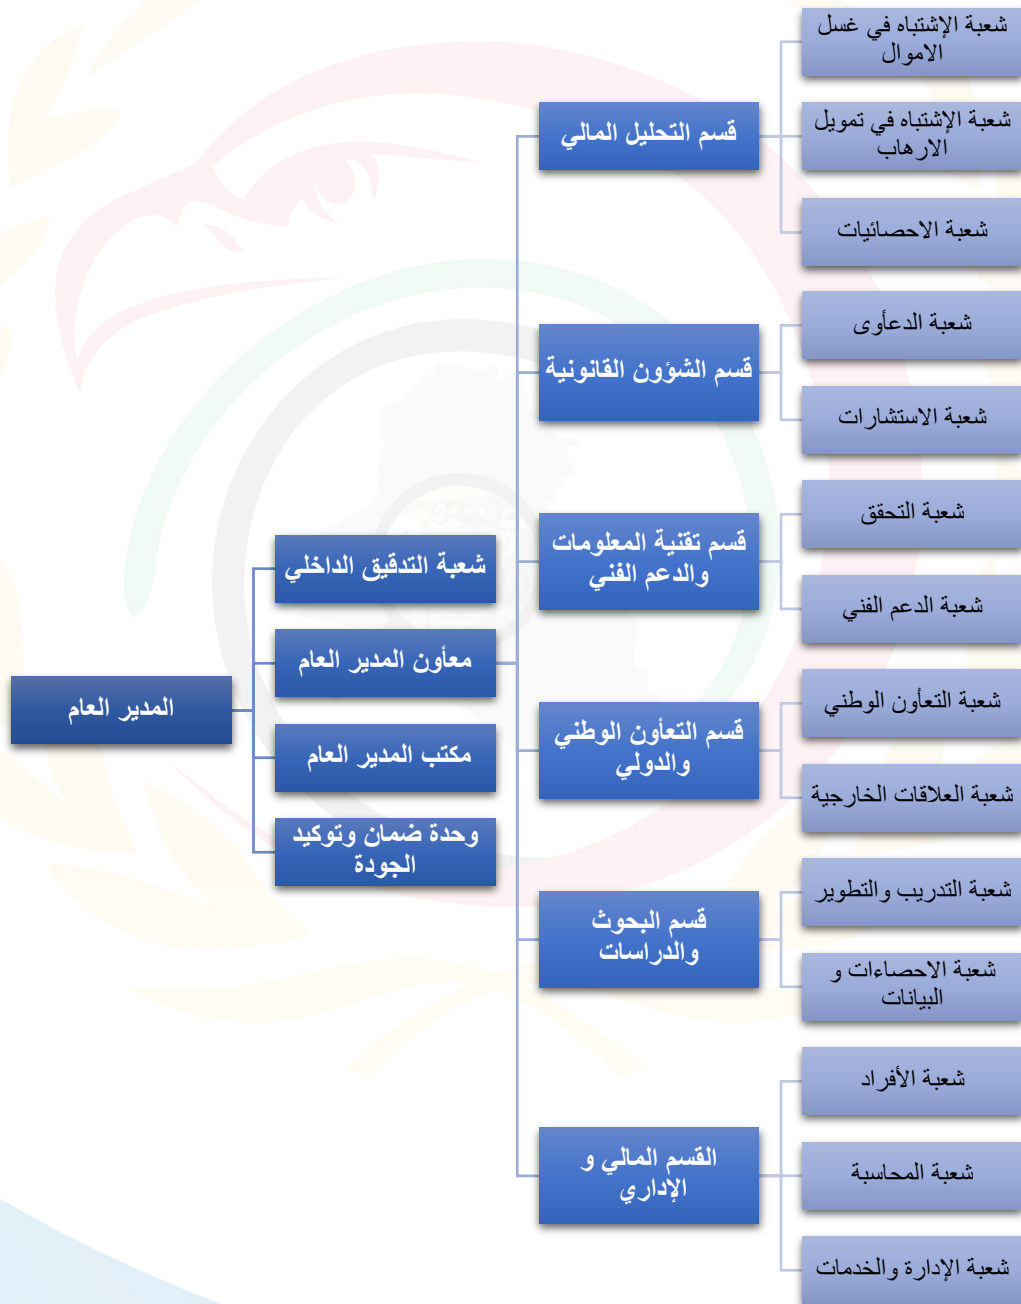 المدير العام
شعبة التدقيق الداخلي
معأون المدير العام
مكتب المدير العام
وحدة ضمان وتوكيد
الجودة
قسم التحليل المالي
شعبة الإشتباه في غسل
الاموال
شعبة الإشتباه في تمويل
الارهاب
شعبة الاحصائيات
قسم الشؤون القانونية
شعبة الدعأوى
شعبة الاستشارات
قسم تقنية المعلومات
والدعم الفني
شعبة التحقق
شعبة الدعم الفني
قسم التعأون الوطني
والدولي
شعبة التعأون الوطني
شعبة العلاقات الخارجية
قسم البحوث
والدراسات
شعبة التدريب والتطوير
شعبة الاحصاءات و
البيانات
القسم المالي و
الإداري
شعبة الأفراد
شعبة المحاسبة
شعبة الإدارة والخدمات